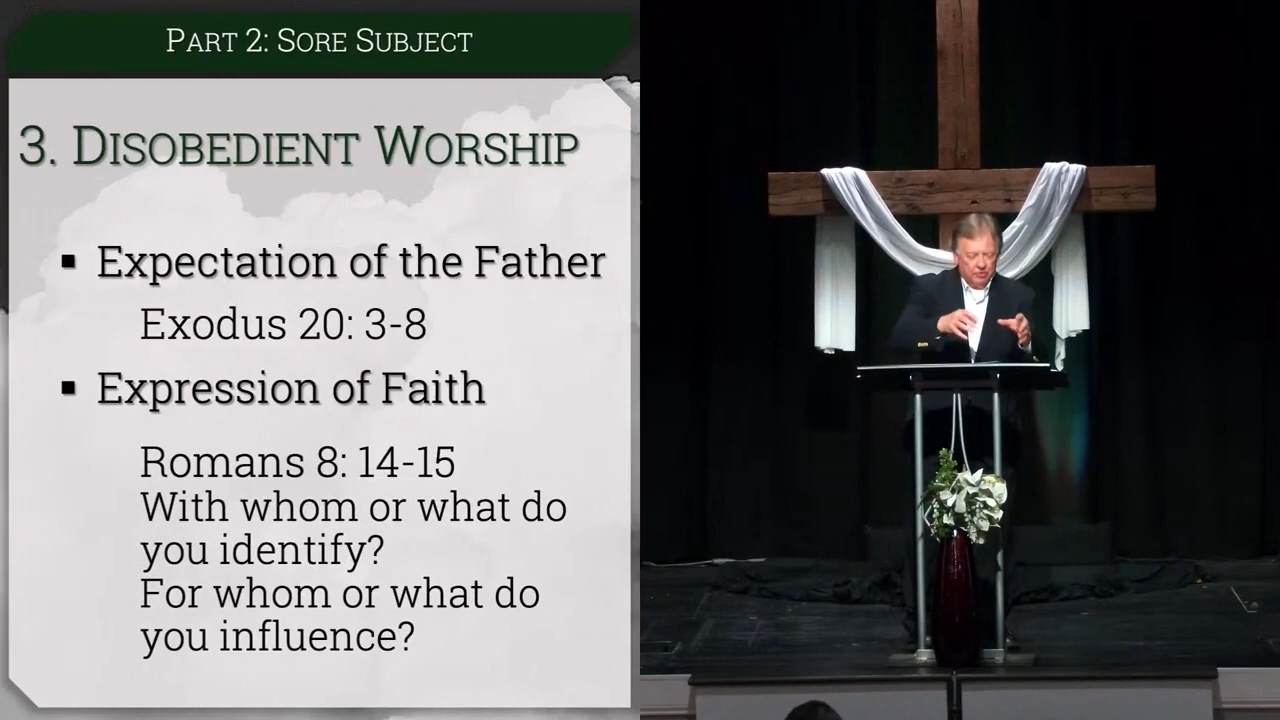 Part 2: Sore Subject
3. Disobedient Worship
▪ Expectation of the Father
Exodus 20: 3-8
▪ Expression of Faith
Romans 8: 14-15
With whom or what do
you identify?
For whom or what do
you influence?